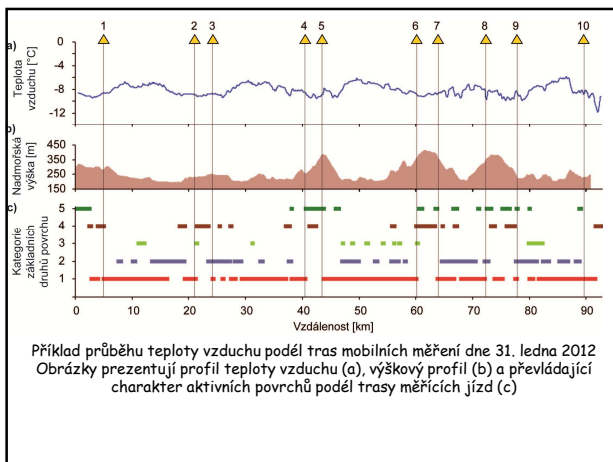 1 2 3 4 5 6 7 8 9 10
a)
Teplota
vzduchu [°C]
0
-4
-8
-12
b)
Nadmořská
výška [m]
450
350
250
150
c)
Kategorie
základních
druhů povrchu
5
4
3
2
1
0 10 20 30 40 50 60 70 80 90
Vzdálenost [km]
Příklad průběhu teploty vzduchu podél tras mobilních měření dne 31. ledna 2012
Obrázky prezentují profil teploty vzduchu (a), výškový profil (b) a převládající
charakter aktivních povrchů podél trasy měřících jízd (c)